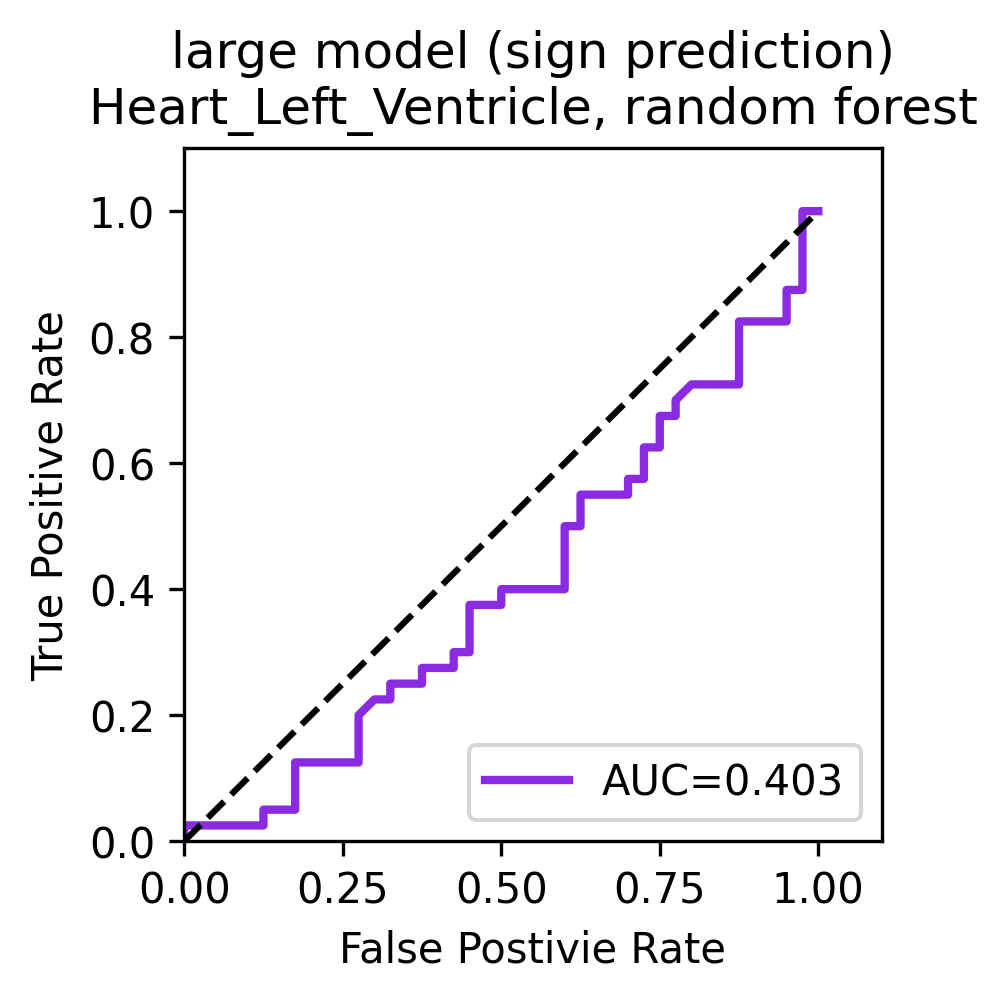 large model (sign prediction)
Heart_Left_Ventricle, random forest
True Positive Rate
1.0
0.8
0.6
0.4
0.2
0.0
AUC=0.403
0.00 0.25 0.50 0.75 1.00
False Postivie Rate